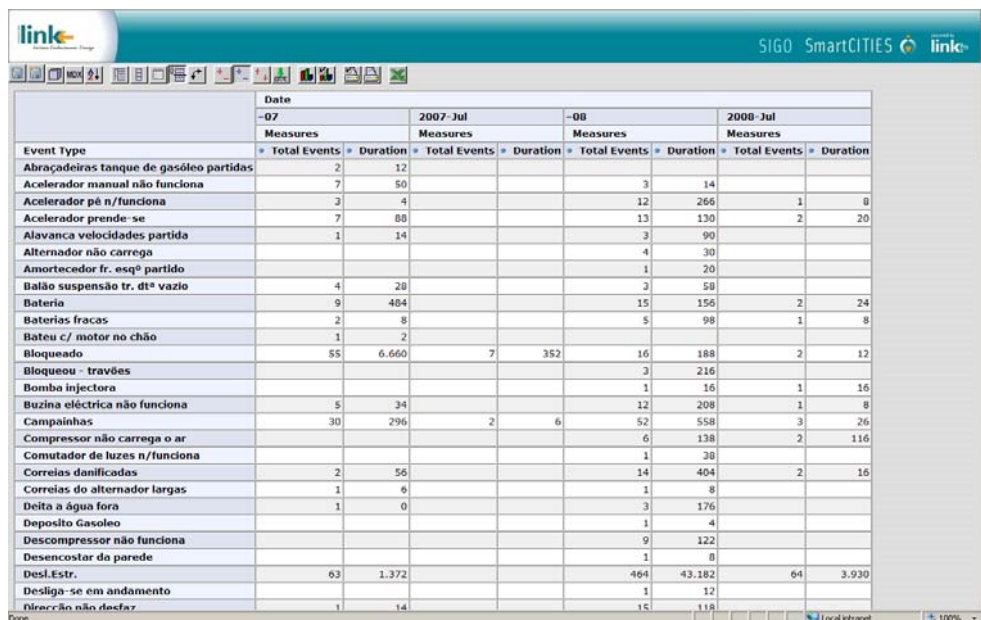 link
SIGO SmartCITIES link
MDX
Date
-07 2007-Jul -08 2008-Jul
Measures Measures Measures Measures
Event Type Total Events Duration Total Events Duration Total Events Duration Total Events Duration
Abraçadeiras tanque de gasóleo partidas 2 12
Acelerador manual não funciona 7 50 3 14
Acelerador pé n/funciona 3 4 12 266 1 8
Acelerador prende-se 7 88 13 130 2 20
Alavanca velocidades partida 1 14 3 90
Alternador não carrega 4 30
Amortecedor fr. esqº partido 1 20
Balão suspensão tr. dtª vazio 4 28 3 58
Bateria 9 484 15 156 2 24
Baterias fracas 2 8 5 98 1 8
Bateu c/ motor no chão 1 2
Bloqueado 55 6.660 7 352 16 188 2 12
Bloqueou - travões 3 216
Bomba injectora 1 16 1 16
Buzina eléctrica não funciona 5 34 12 208 1 8
Campainhas 30 296 2 6 52 558 3 26
Compressor não carrega o ar 6 138 2 116
Comutador de luzes n/funciona 1 38
Correias danificadas 2 56 14 404 2 16
Correias do alternador largas 1 6 1 8
Deita a água fora 1 0 3 176
Deposito Gasoleo 1 4
Descompressor não funciona 9 122
Desencostar da parede 1 8
Desl.Estr. 63 1.372 464 43.182 64 3.930
Desliga-se em andamento 1 12
Direcção não desfaz 1 14 15 118
Done Local intranet 100%